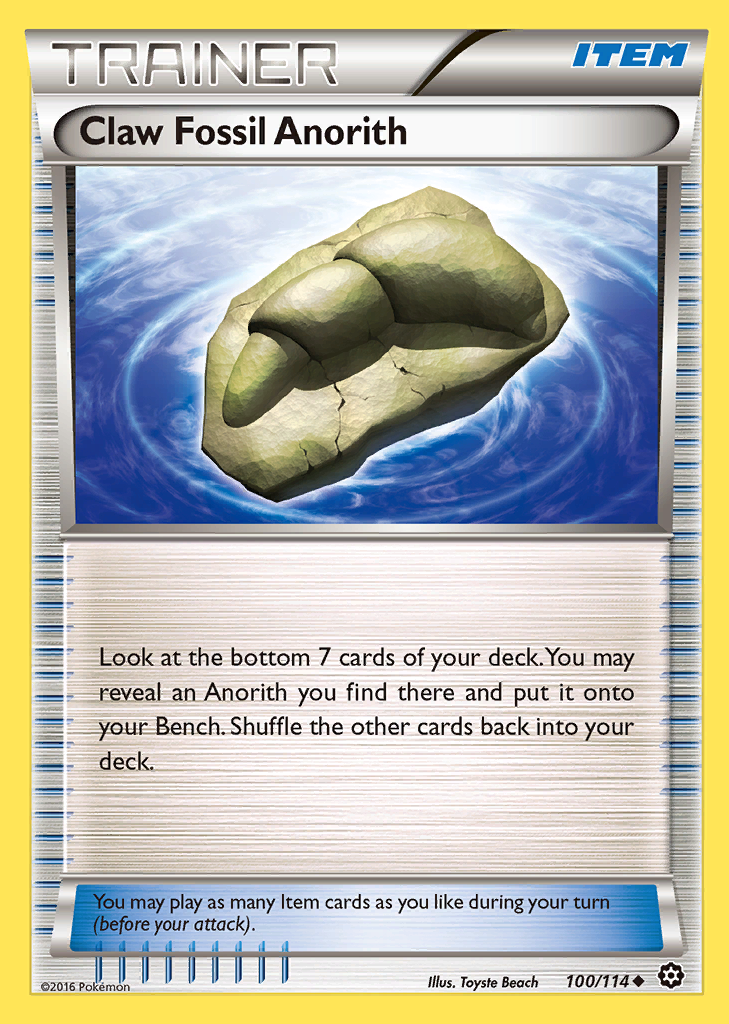 TRAINER
ITEM
Claw Fossil Anorith
Look at the bottom 7 cards of your deck. You may
reveal an Anorith you find there and put it onto
your Bench. Shuffle the other cards back into your
deck.
You may play as many Item cards as you like during your turn
(before your attack).
©2016 Pokémon
Illus. Toyste Beach
100/114